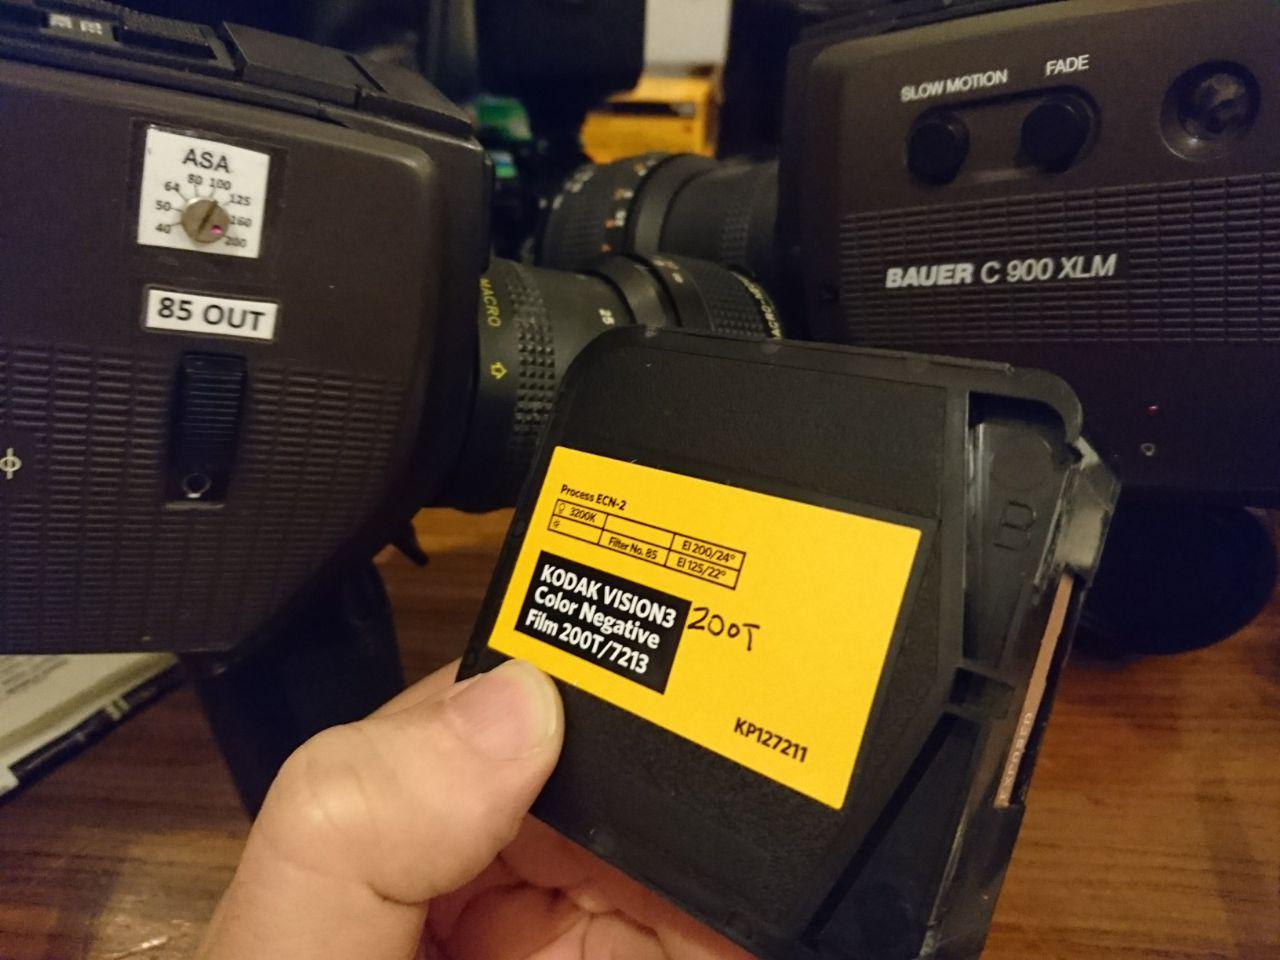 ASA
40
50
64
80
100
125
160
200
85 OUT
MACRO
25
SLOW MOTION
FADE
BAUER C 900 XLM
Process ECN-2
3200K
EI 200/24°
Filter No. 85
EI 125/22°
KODAK VISION3
Color Negative
Film 200T/7213
200T
KP127211
EXPOSED